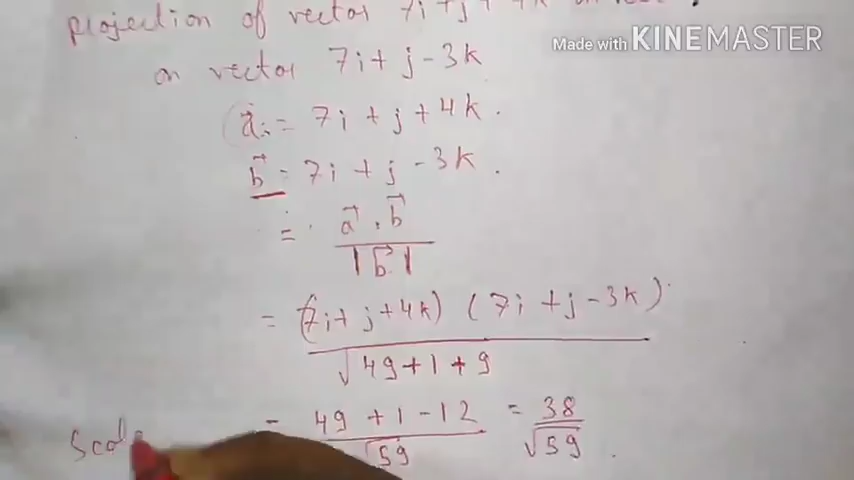 projection of vector 7i + j + 4k on
Made with KINEMASTER
on vector 7i + j - 3k
a⃗ = 7i + j + 4k.
b⃗ = 7i + j - 3k.
= a⃗ . b⃗
|b⃗|
= (7i + j + 4k) (7i + j - 3k)
√49 + 1 + 9
= 49 + 1 - 12 = 38
√59 √59 .
Scal